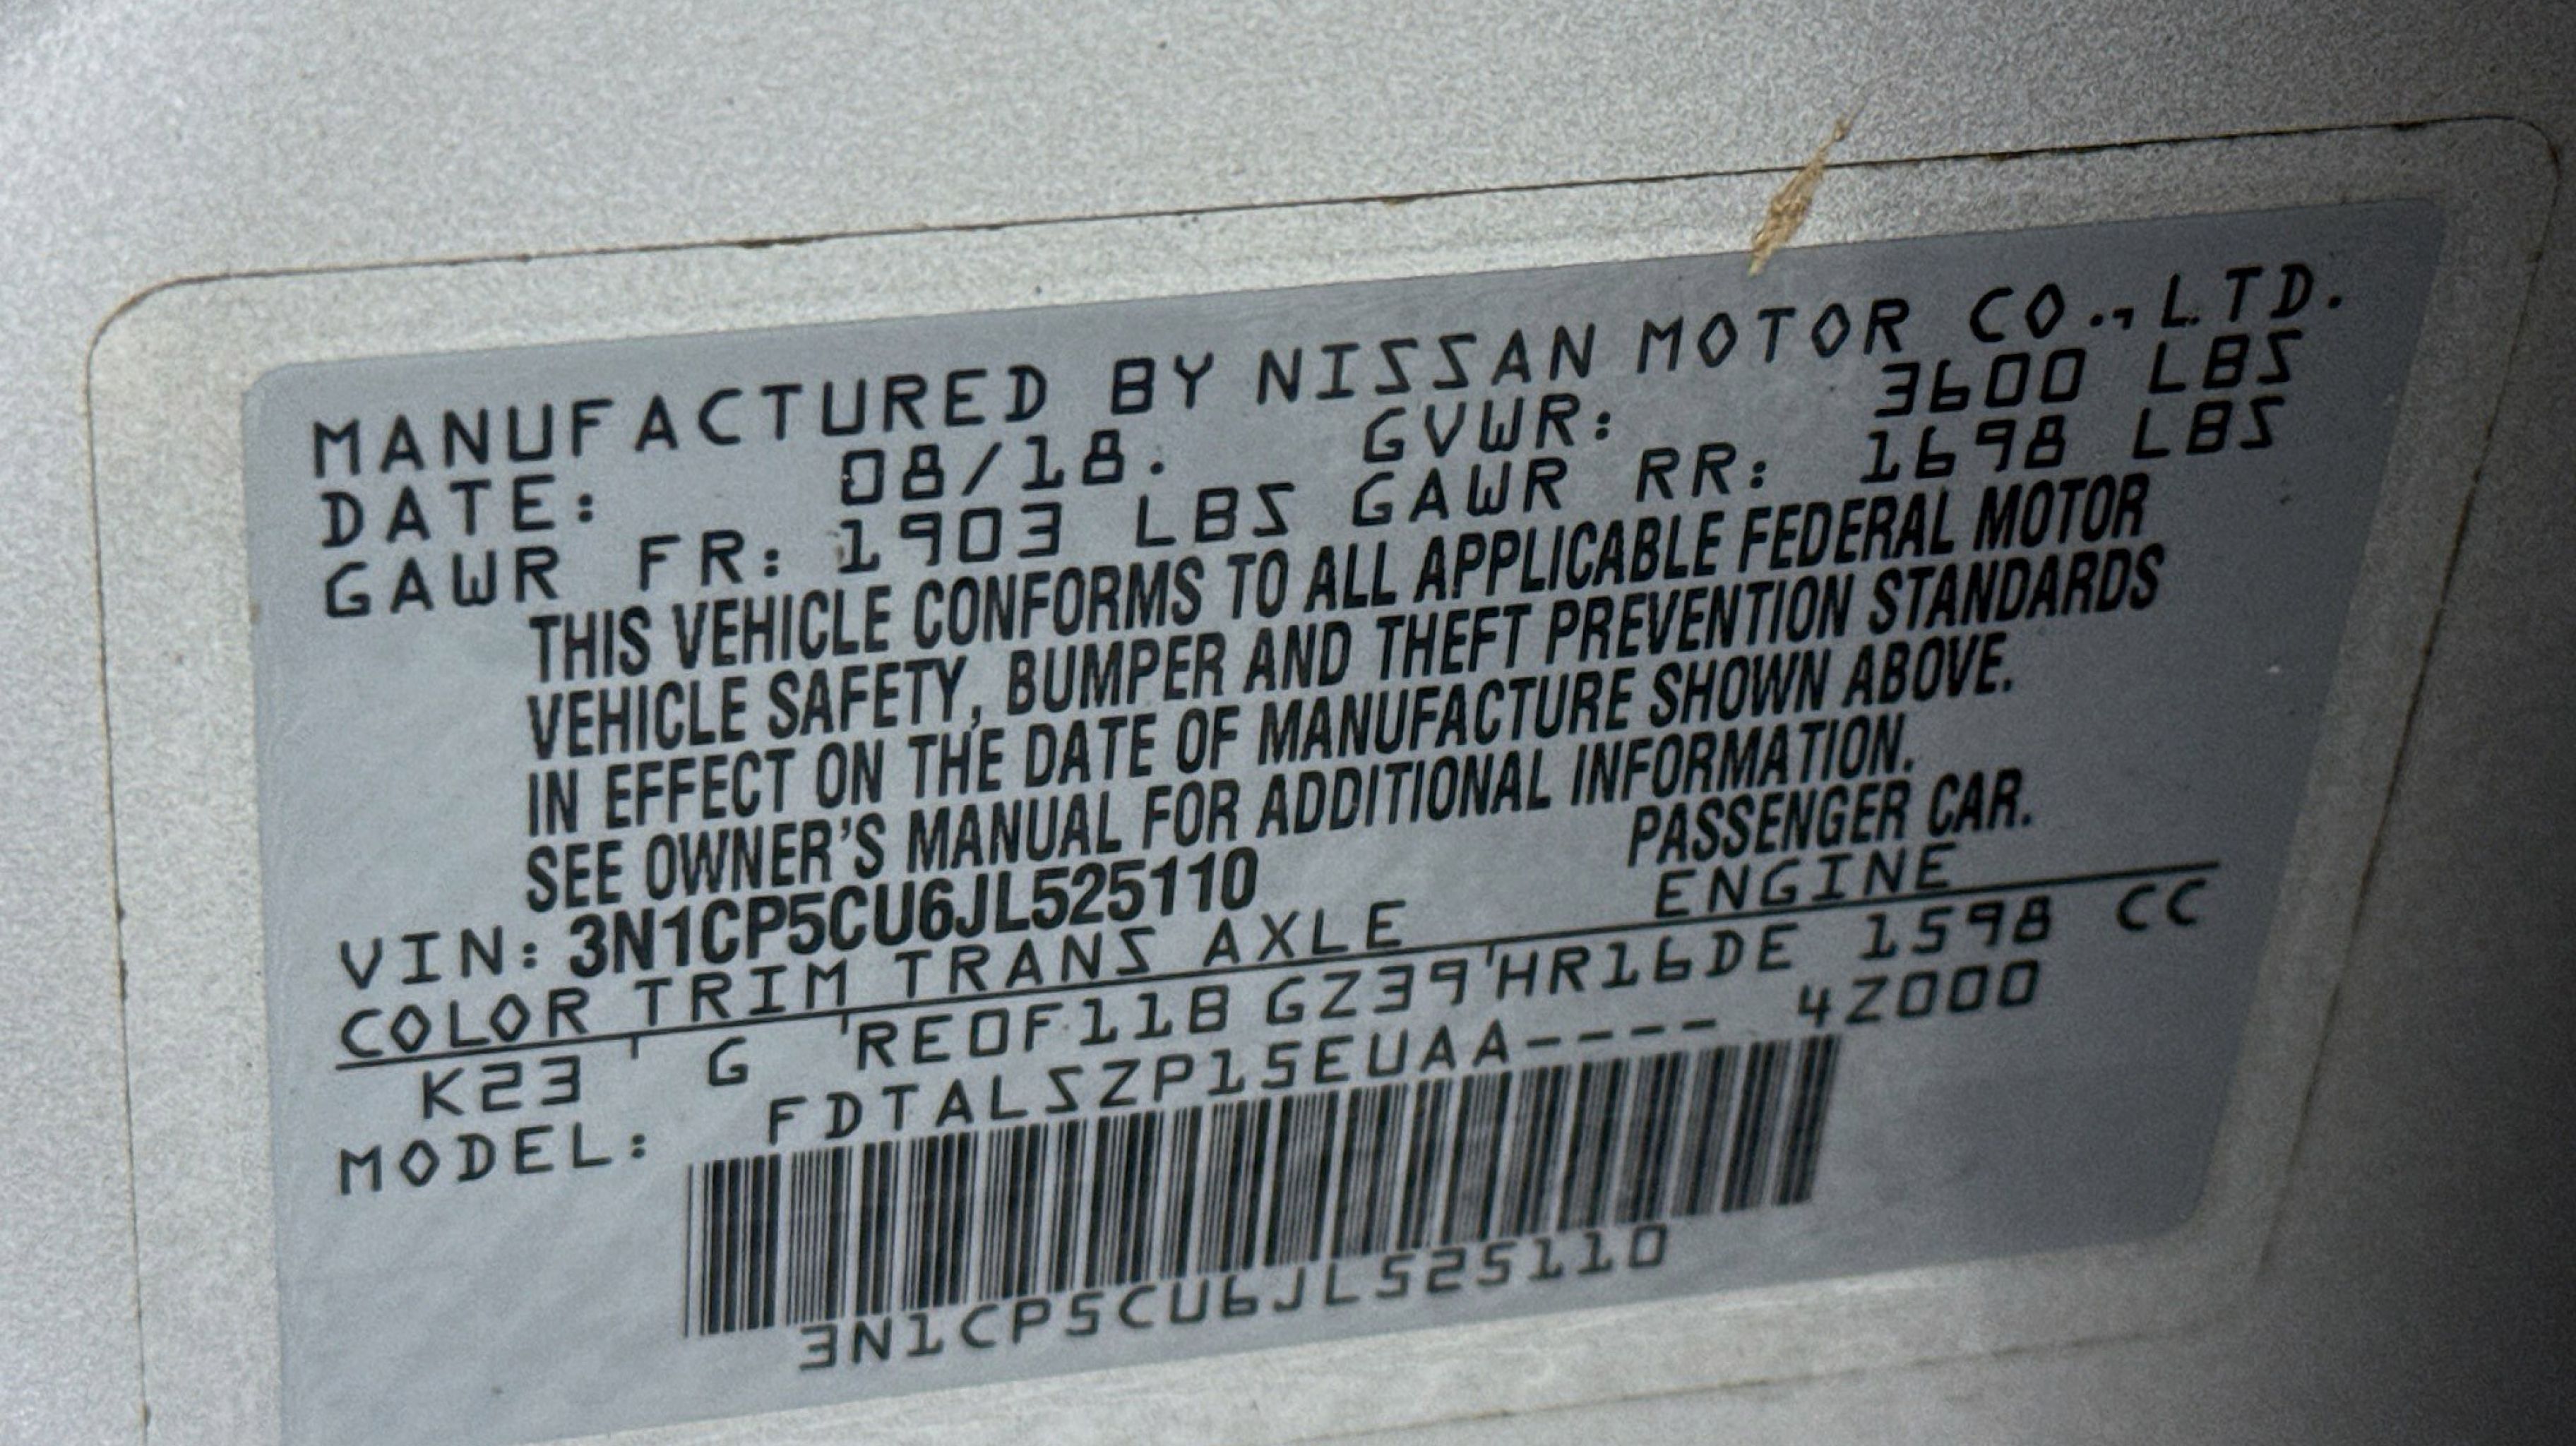 MANUFACTURED BY NISSAN MOTOR CO.,LTD.
DATE: 08/18. GVWR: 3600 LBS
GAWR FR: 1903 LBS GAWR RR: 1698 LBS
THIS VEHICLE CONFORMS TO ALL APPLICABLE FEDERAL MOTOR
VEHICLE SAFETY, BUMPER AND THEFT PREVENTION STANDARDS
IN EFFECT ON THE DATE OF MANUFACTURE SHOWN ABOVE.
SEE OWNER'S MANUAL FOR ADDITIONAL INFORMATION.
VIN: 3N1CP5CU6JL525110 PASSENGER CAR.
COLOR TRIM TRANS AXLE ENGINE
K23 G RE0F11B GZ39 HR16DE 1598 CC
MODEL: FDTALSZP15EUAA---- 4Z000
3N1CP5CU6JL525110